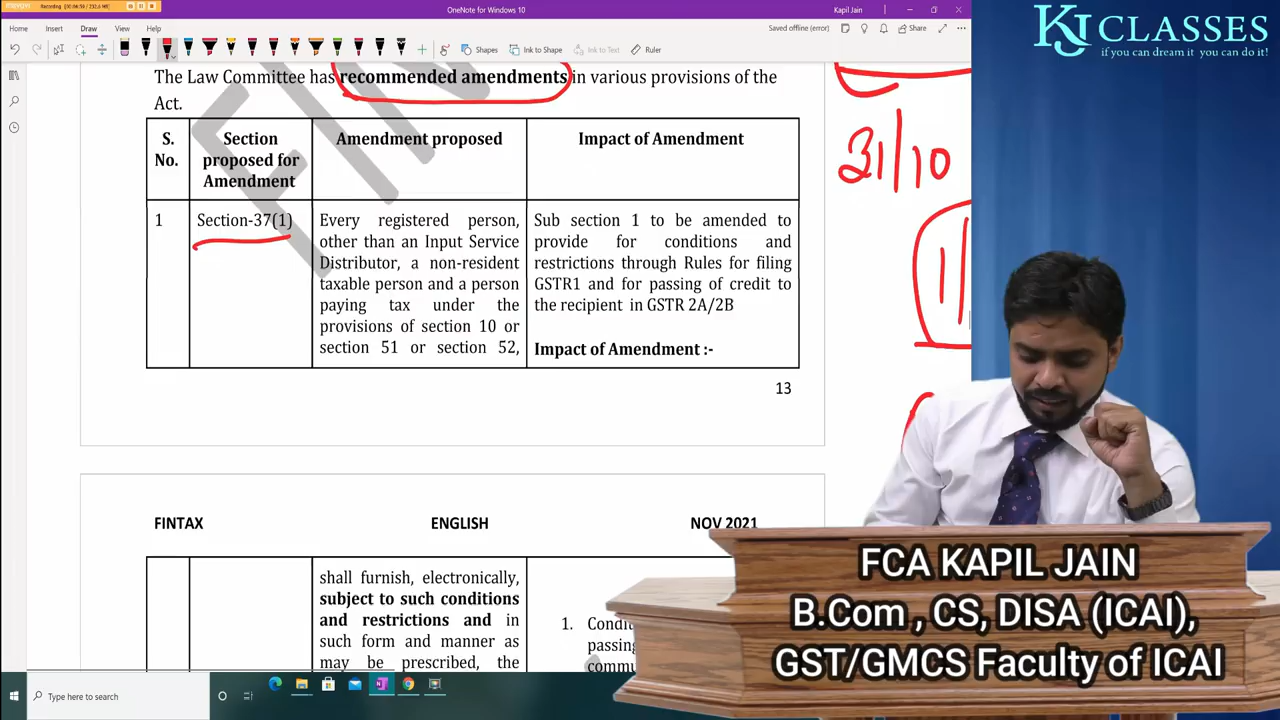 OneNote for Windows 10
Kapil Jain
Home Insert Draw View Help
Saved offline (error)
Share
Shapes
Ink to Shape
Ink to Text
Ruler
KJ CLASSES
if you can dream it you can do it!
The Law Committee has recommended amendments in various provisions of the
Act.
S. No.
Section proposed for Amendment
Amendment proposed
Impact of Amendment
1
Section-37(1)
Every registered person,
other than an Input Service
Distributor, a non-resident
taxable person and a person
paying tax under the
provisions of section 10 or
section 51 or section 52,
Sub section 1 to be amended to
provide for conditions and
restrictions through Rules for filing
GSTR1 and for passing of credit to
the recipient in GSTR 2A/2B
Impact of Amendment :-
31/10
13
FINTAX ENGLISH NOV 2021
shall furnish, electronically,
subject to such conditions
and restrictions and in
such form and manner as
may be prescribed, the
1.
passing
FCA KAPIL JAIN
B.Com , CS, DISA (ICAI),
GST/GMCS Faculty of ICAI
Type here to search